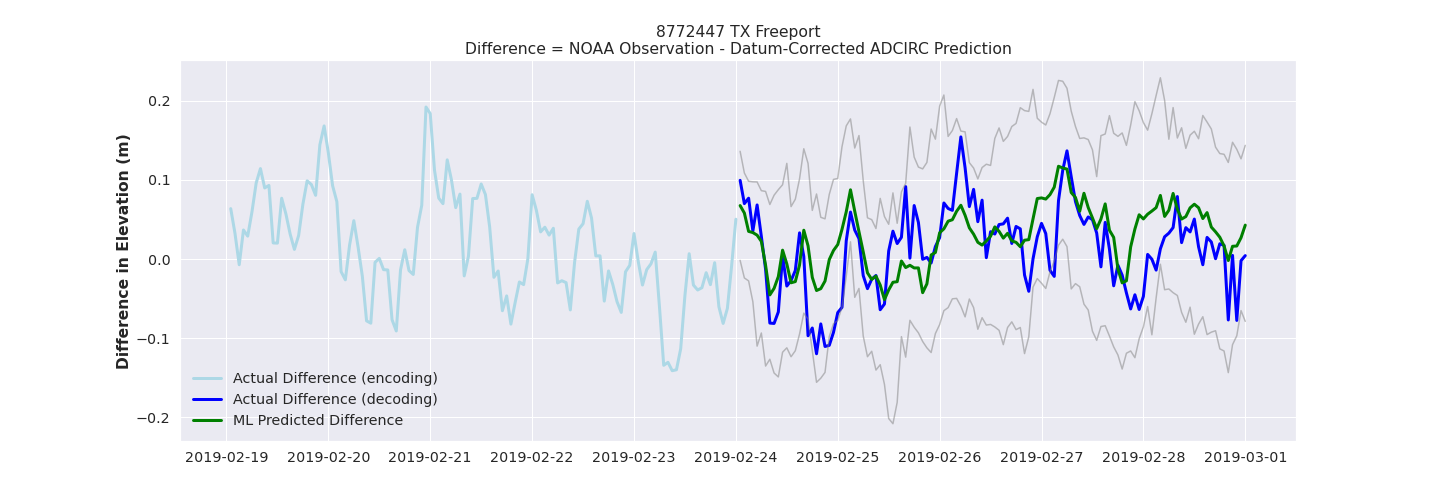 8772447 TX Freeport
Difference = NOAA Observation - Datum-Corrected ADCIRC Prediction
Difference in Elevation (m)
0.2
0.1
0.0
−0.1
−0.2
Actual Difference (encoding)
Actual Difference (decoding)
ML Predicted Difference
2019-02-19 2019-02-20 2019-02-21 2019-02-22 2019-02-23 2019-02-24 2019-02-25 2019-02-26 2019-02-27 2019-02-28 2019-03-01